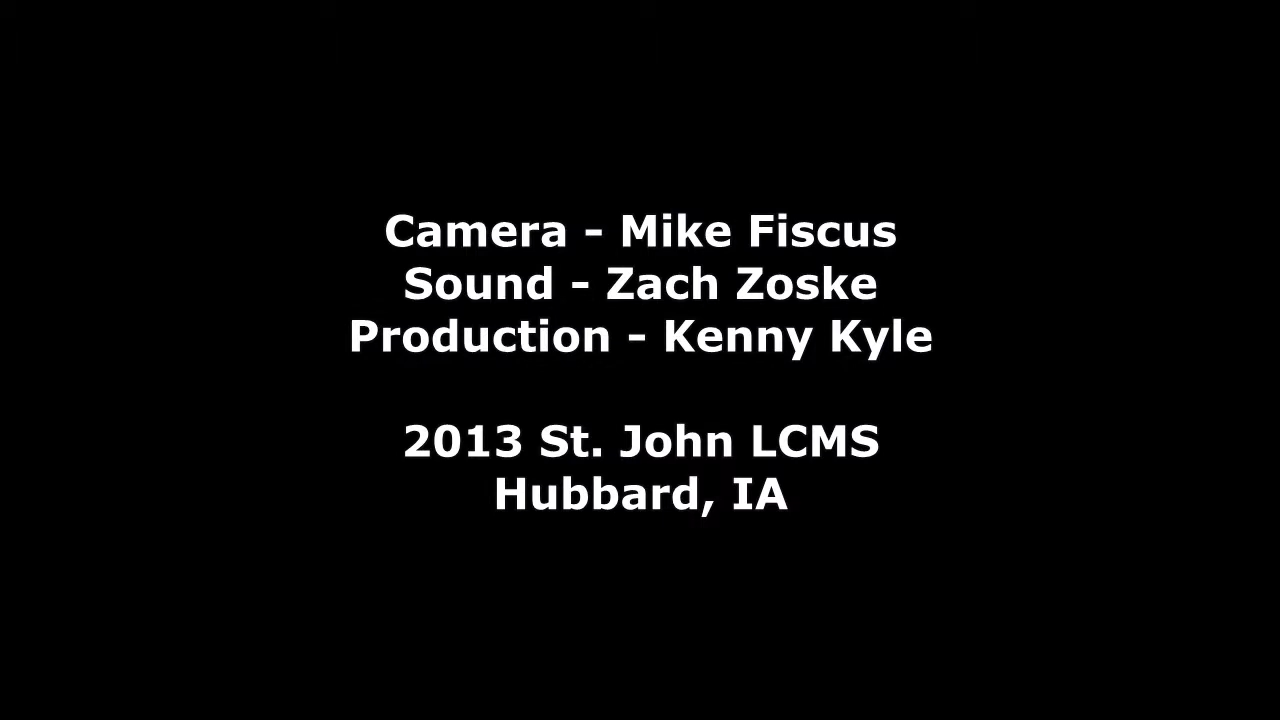 Camera - Mike Fiscus
Sound - Zach Zoske
Production - Kenny Kyle
2013 St. John LCMS
Hubbard, IA